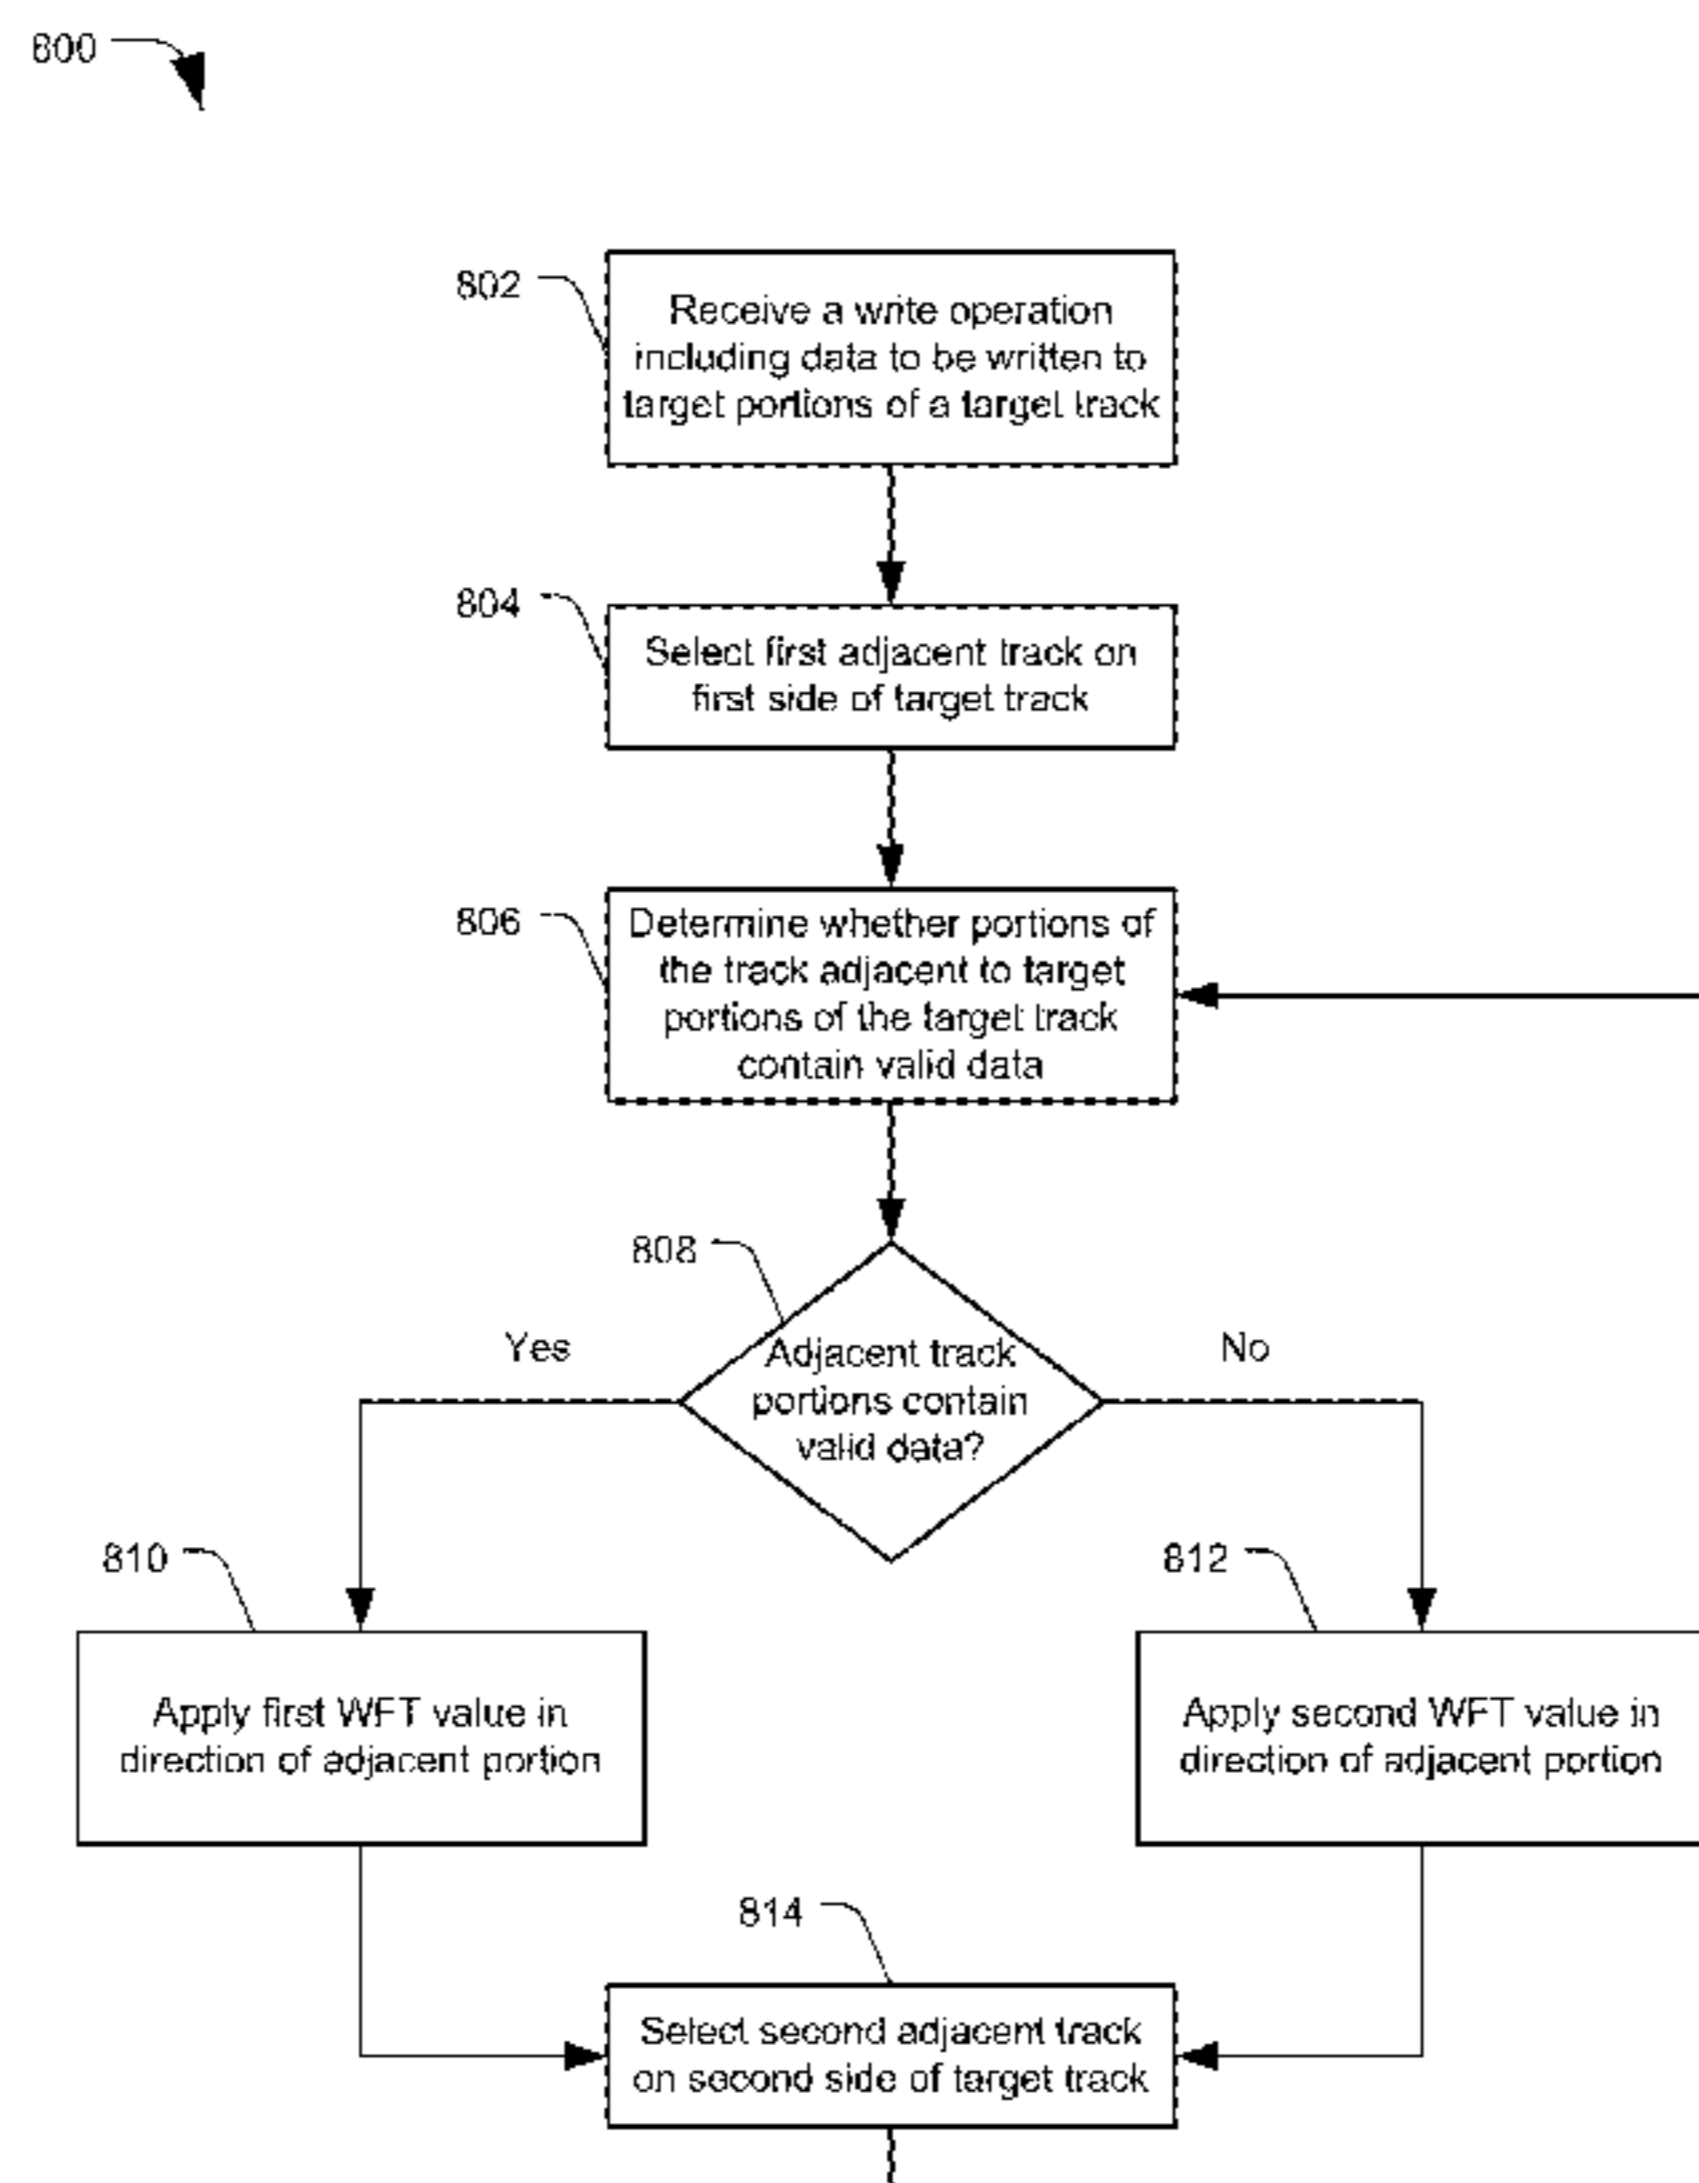 800
802
Receive a write operation
including data to be written to
target portions of a target track
804
Select first adjacent track on
first side of target track
806
Determine whether portions of
the track adjacent to target
portions of the target track
contain valid data
808
Adjacent track
portions contain
valid data?
Yes
No
810
812
Apply first WFT value in
direction of adjacent portion
Apply second WFT value in
direction of adjacent portion
814
Select second adjacent track
on second side of target track